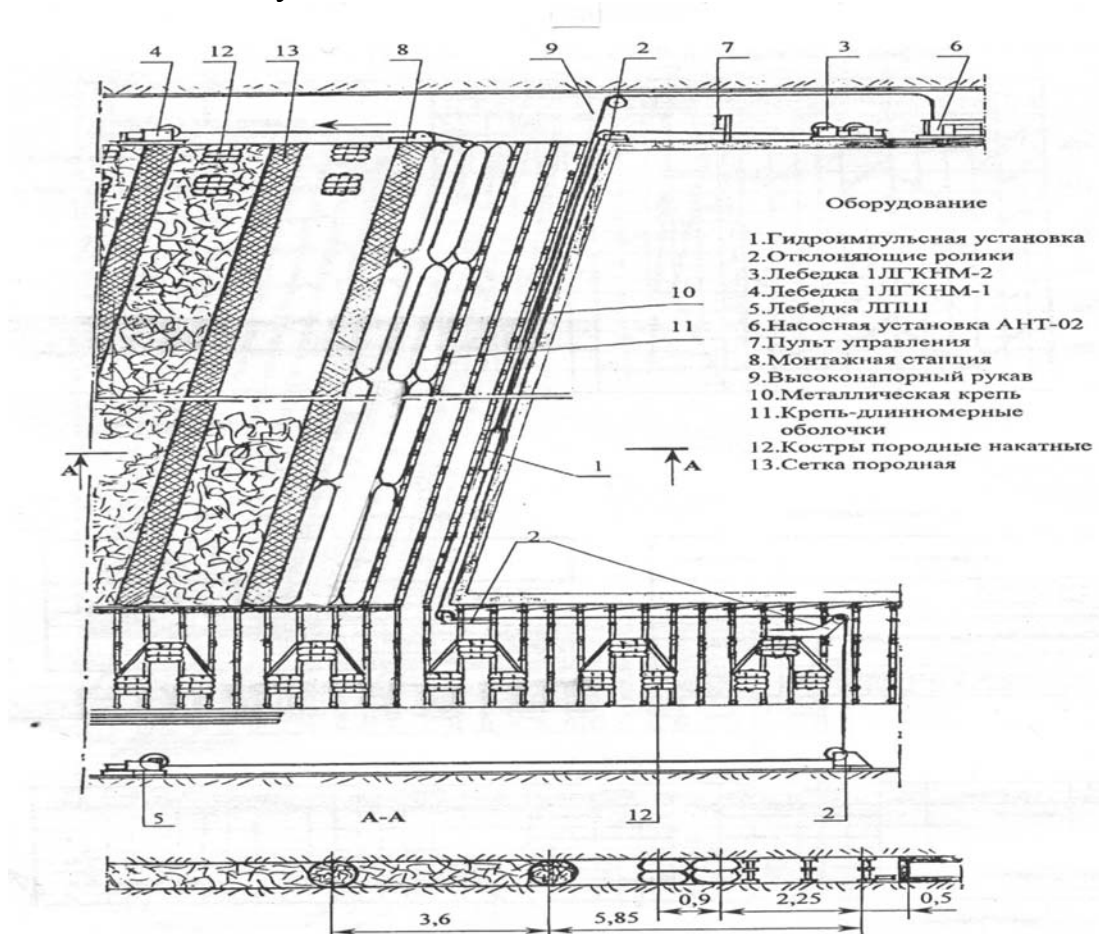 4 12 13 8 9 2 7 3 6
Оборудование
1.Гидроимпульсная установка
2.Отклоняющие ролики
3.Лебедка 1ЛГКНМ-2
4.Лебедка 1ЛГКНМ-1
5.Лебедка ЛПШ
6.Насосная установка АНТ-02
7.Пульт управления
8.Монтажная станция
9.Высоконапорный рукав
10.Металлическая крепь
11.Крепь-длинномерные
оболочки
12.Костры породные накатные
13.Сетка породная
10
11
А А
1
2
5 А-А 12 2
0,9 2,25 0,5
3,6 5,85